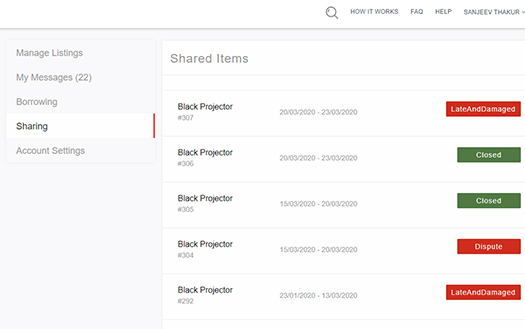 HOW IT WORKS FAQ HELP SANJEEV THAKUR
Manage Listings
My Messages (22)
Borrowing
Sharing
Account Settings
Shared Items
Black Projector
#307
20/03/2020 - 23/03/2020
LateAndDamaged
Black Projector
#306
20/03/2020 - 23/03/2020
Closed
Black Projector
#305
15/03/2020 - 20/03/2020
Closed
Black Projector
#304
15/03/2020 - 20/03/2020
Dispute
Black Projector
#292
23/01/2020 - 13/03/2020
LateAndDamaged